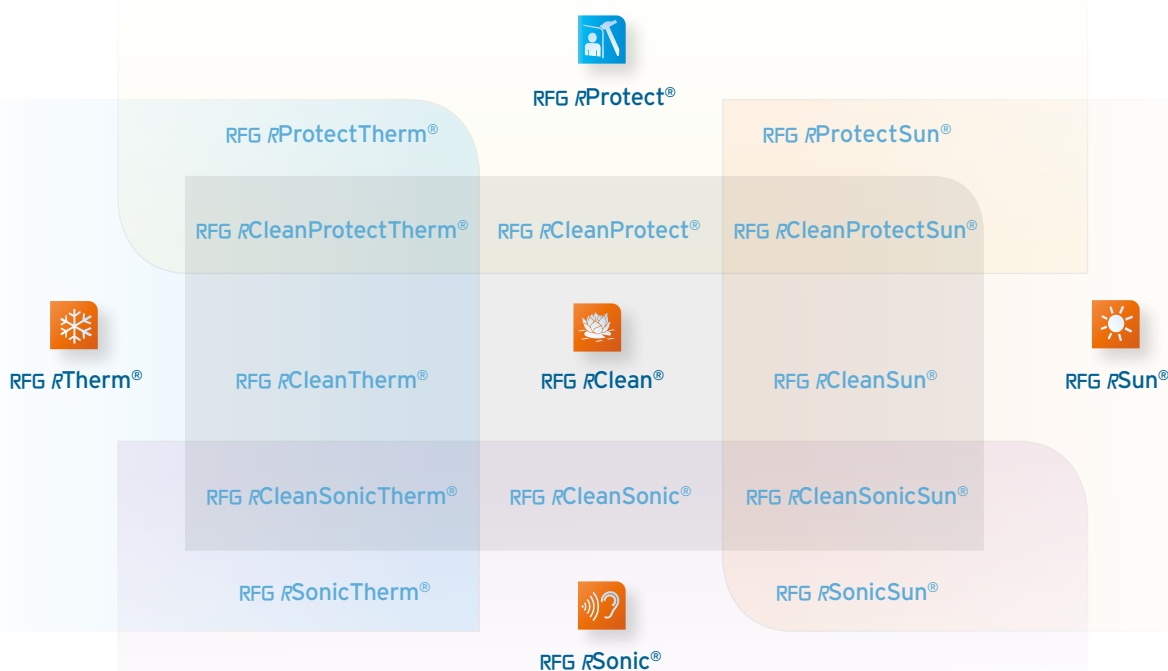 RFG RProtect®
RFG RProtectTherm®
RFG RProtectSun®
RFG RCleanProtectTherm®
RFG RCleanProtect®
RFG RCleanProtectSun®
RFG RTherm®
RFG RCleanTherm®
RFG RClean®
RFG RCleanSun®
RFG RSun®
RFG RCleanSonicTherm®
RFG RCleanSonic®
RFG RCleanSonicSun®
RFG RSonicTherm®
RFG RSonicSun®
RFG RSonic®